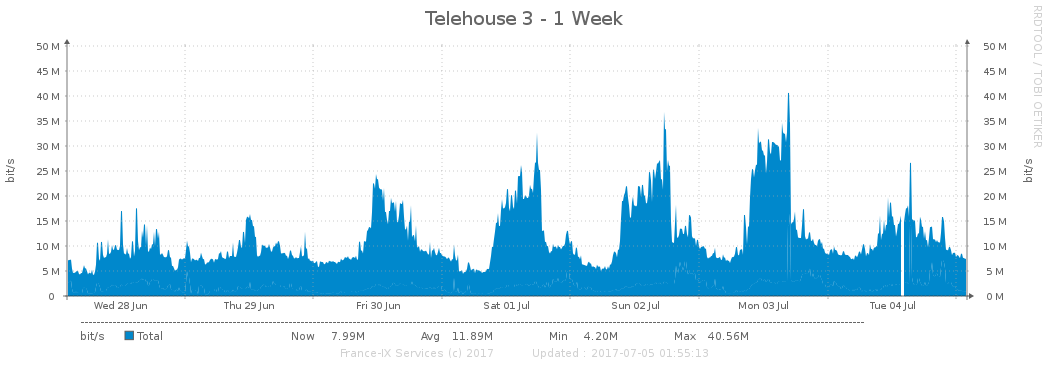 Telehouse 3 - 1 Week
RRDTOOL / TOBI OETIKER
bit/s
50 M 50 M
45 M 45 M
40 M 40 M
35 M 35 M
30 M 30 M
25 M 25 M
20 M 20 M
15 M 15 M
10 M 10 M
5 M 5 M
0 0 M
bit/s
Wed 28 Jun Thu 29 Jun Fri 30 Jun Sat 01 Jul Sun 02 Jul Mon 03 Jul Tue 04 Jul
bit/s Total Now 7.99M Avg 11.89M Min 4.20M Max 40.56M
France-IX Services (c) 2017 Updated : 2017-07-05 01:55:13